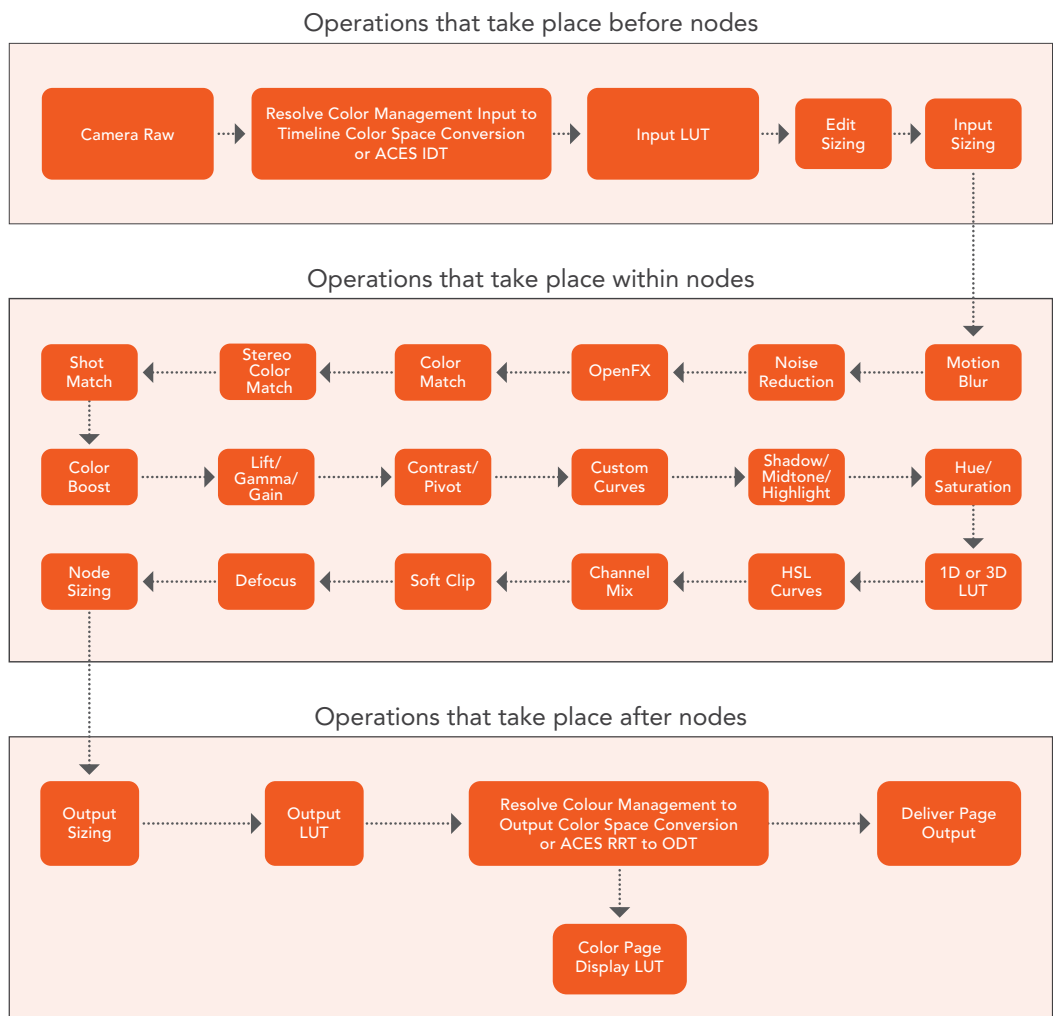 Operations that take place before nodes
Camera Raw
Resolve Color Management Input to
Timeline Color Space Conversion
or ACES IDT
Input LUT
Edit
Sizing
Input
Sizing
Operations that take place within nodes
Shot
Match
Stereo
Color
Match
Color
Match
OpenFX
Noise
Reduction
Motion
Blur
Color
Boost
Lift/
Gamma/
Gain
Contrast/
Pivot
Custom
Curves
Shadow/
Midtone/
Highlight
Hue/
Saturation
Node
Sizing
Defocus
Soft Clip
Channel
Mix
HSL
Curves
1D or 3D
LUT
Operations that take place after nodes
Output
Sizing
Output
LUT
Resolve Colour Management to
Output Color Space Conversion
or ACES RRT to ODT
Deliver Page
Output
Color Page
Display LUT